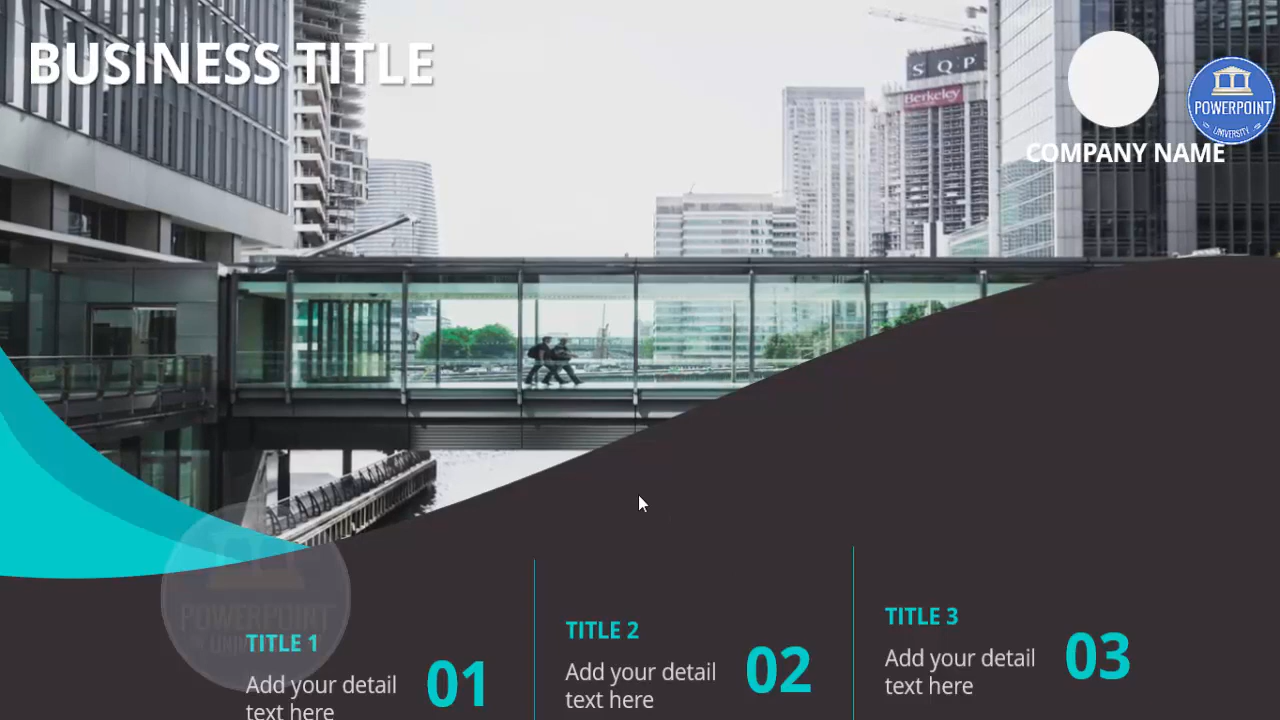 BUSINESS TITLE
SQP
Berkeley
POWERPOINT
UNIVERSITY
COMPANY NAME
POWERPOINT
TITLE 1
Add your detail
text here
01
TITLE 2
Add your detail
text here
02
TITLE 3
Add your detail
text here
03